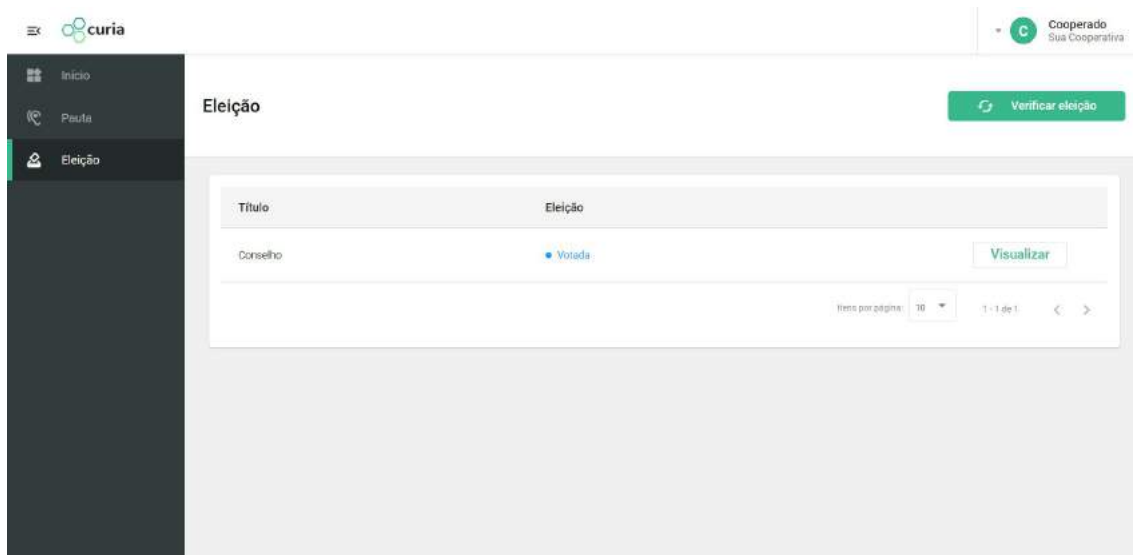 curia
C
Cooperado
Sua Cooperativa
Início
Pauta
Eleição
Eleição
Verificar eleição
Título
Eleição
Conselho
Votada
Visualizar
Itens por página:
10
1 - 1 de 1